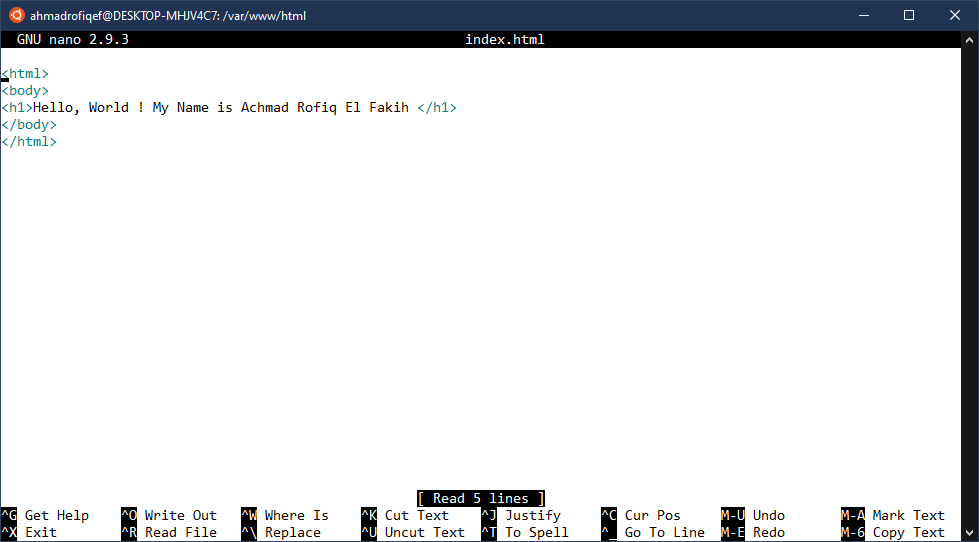 ahmadrofiqef@DESKTOP-MHJV4C7: /var/www/html
GNU nano 2.9.3 index.html
<html>
<body>
<h1>Hello, World ! My Name is Achmad Rofiq El Fakih </h1>
</body>
</html>
[ Read 5 lines ]
^G Get Help ^O Write Out ^W Where Is ^K Cut Text ^J Justify ^C Cur Pos M-U Undo M-A Mark Text
^X Exit ^R Read File ^\ Replace ^U Uncut Text ^T To Spell ^_ Go To Line M-E Redo M-6 Copy Text